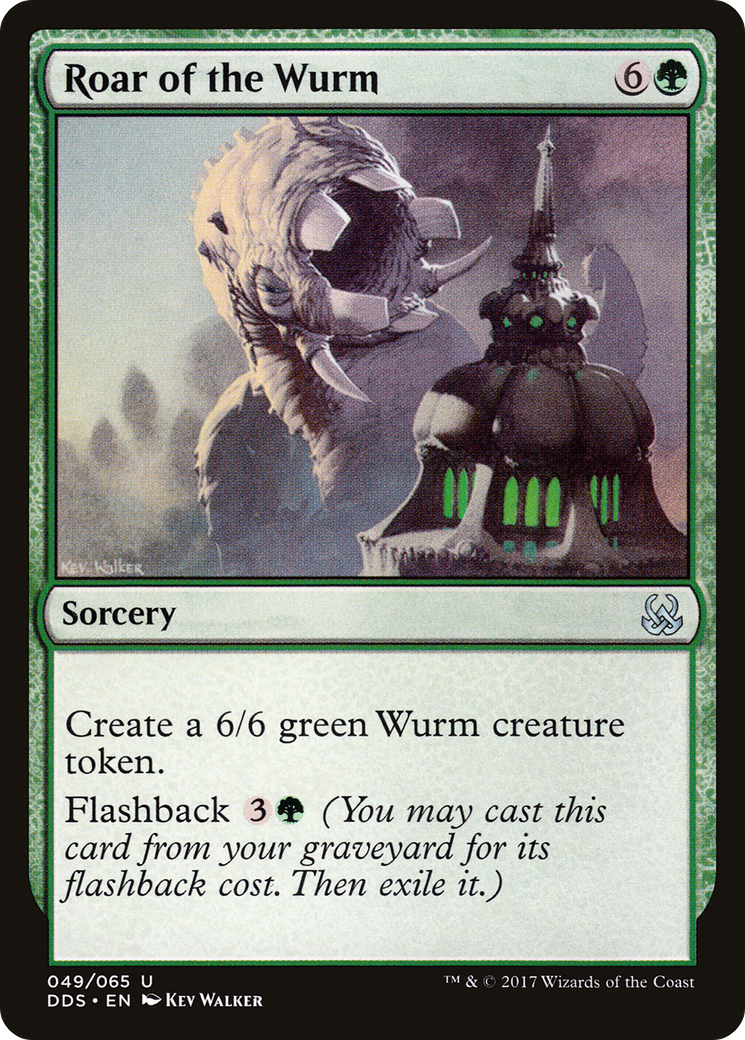 Roar of the Wurm
6
Kev. Walker
Sorcery
Create a 6/6 green Wurm creature
token.
Flashback 3 (You may cast this
card from your graveyard for its
flashback cost. Then exile it.)
049/065 U
™ & © 2017 Wizards of the Coast
DDS • EN Kev Walker